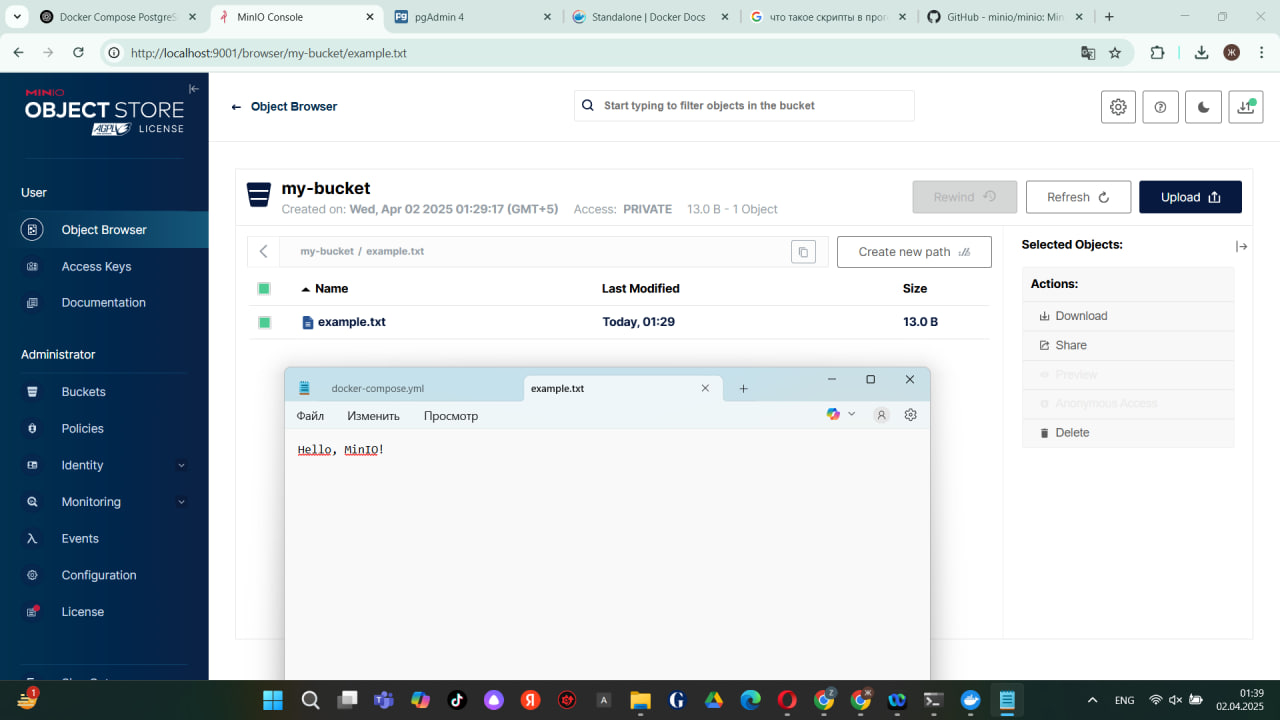 Docker Compose PostgreS
MinIO Console
pgAdmin 4
Standalone | Docker Docs
что такое скрипты в прог
GitHub - minio/minio: Min
http://localhost:9001/browser/my-bucket/example.txt
Ж
MINIO
OBJECT STORE
AGPLv3 LICENSE
Object Browser
Start typing to filter objects in the bucket
User
Object Browser
Access Keys
Documentation
Administrator
Buckets
Policies
Identity
Monitoring
Events
Configuration
License
my-bucket
Created on: Wed, Apr 02 2025 01:29:17 (GMT+5) Access: PRIVATE 13.0 B - 1 Object
Rewind
Refresh
Upload
my-bucket / example.txt
Create new path
Name Last Modified Size
example.txt Today, 01:29 13.0 B
Selected Objects:
Actions:
Download
Share
Preview
Anonymous Access
Delete
docker-compose.yml
example.txt
Файл Изменить Просмотр
Hello, MinIO!
1
ENG
01:39
02.04.2025